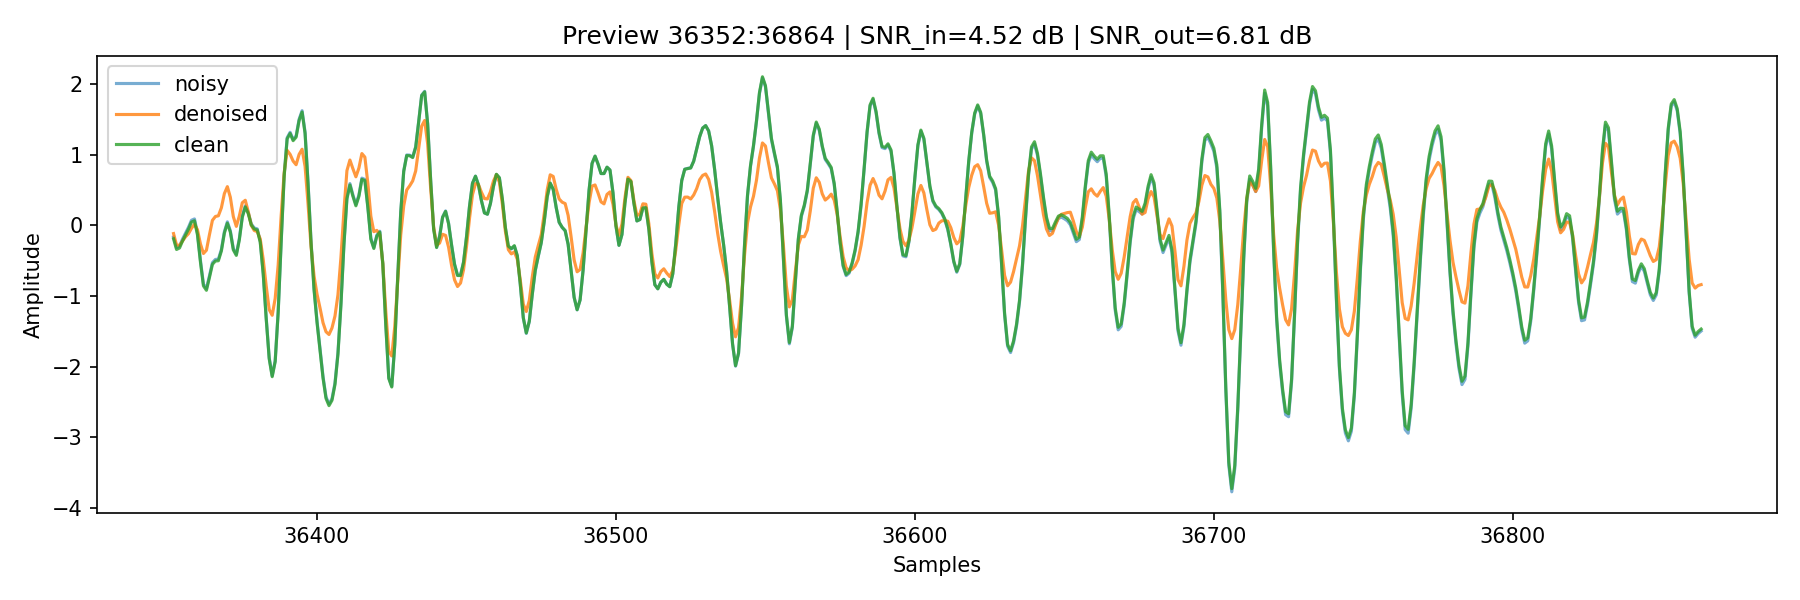 Preview 36352:36864 | SNR_in=4.52 dB | SNR_out=6.81 dB
noisy
denoised
clean
Amplitude
2
1
0
−1
−2
−3
−4
36400 36500 36600 36700 36800
Samples